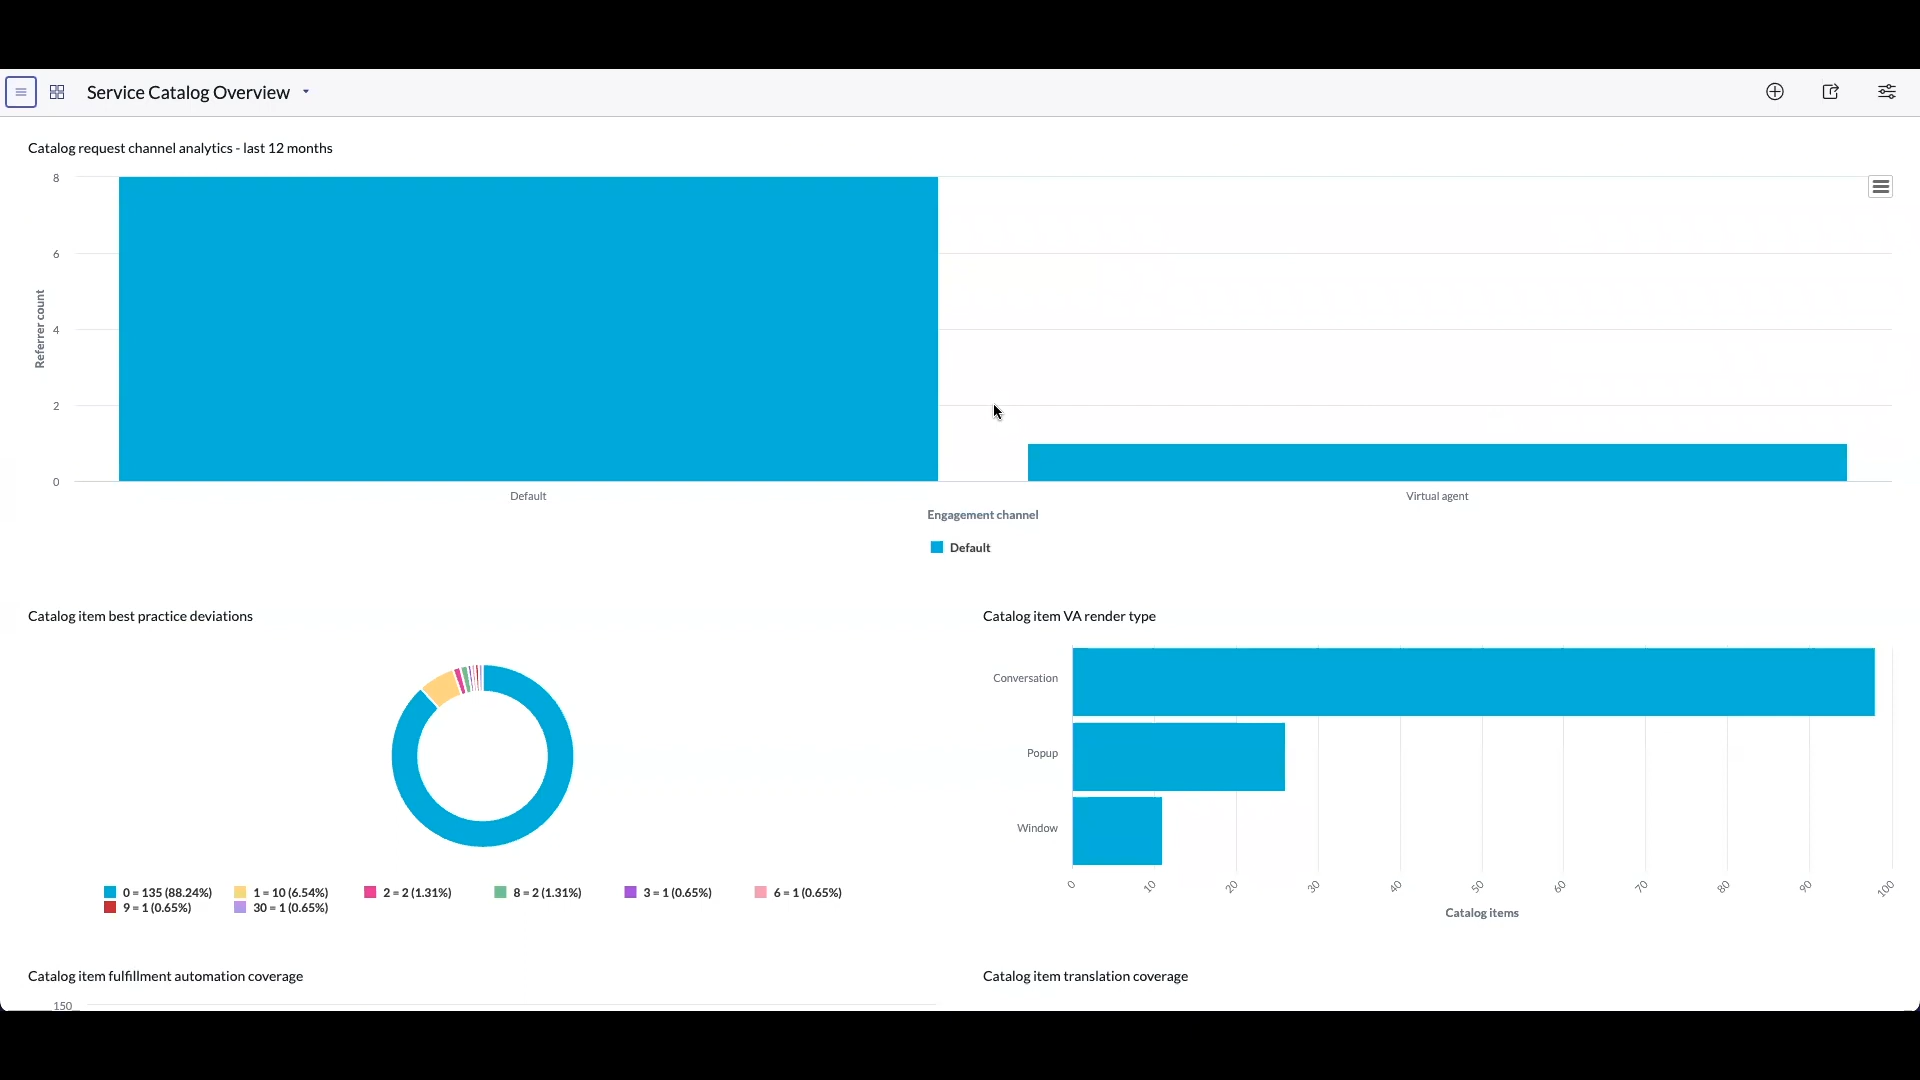 Service Catalog Overview
Catalog request channel analytics - last 12 months
8
6
4
2
0
Referrer count
Default
Virtual agent
Engagement channel
Default
Catalog item best practice deviations
0 = 135 (88.24%)
1 = 10 (6.54%)
2 = 2 (1.31%)
8 = 2 (1.31%)
3 = 1 (0.65%)
6 = 1 (0.65%)
9 = 1 (0.65%)
30 = 1 (0.65%)
Catalog item VA render type
Conversation
Popup
Window
0
10
20
30
40
50
60
70
80
90
100
Catalog items
Catalog item fulfillment automation coverage
150
Catalog item translation coverage